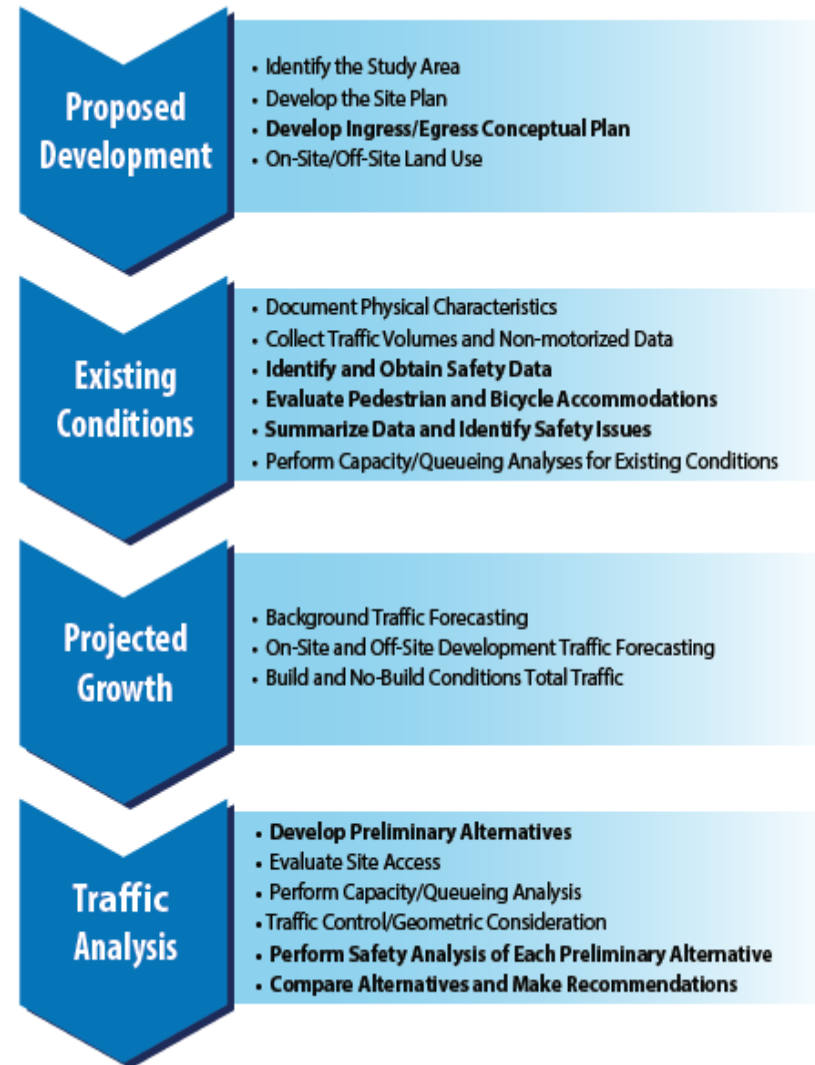 Proposed
Development
• Identify the Study Area
• Develop the Site Plan
• Develop Ingress/Egress Conceptual Plan
• On-Site/Off-Site Land Use
Existing
Conditions
• Document Physical Characteristics
• Collect Traffic Volumes and Non-motorized Data
• Identify and Obtain Safety Data
• Evaluate Pedestrian and Bicycle Accommodations
• Summarize Data and Identify Safety Issues
• Perform Capacity/Queueing Analyses for Existing Conditions
Projected
Growth
• Background Traffic Forecasting
• On-Site and Off-Site Development Traffic Forecasting
• Build and No-Build Conditions Total Traffic
Traffic
Analysis
• Develop Preliminary Alternatives
• Evaluate Site Access
• Perform Capacity/Queueing Analysis
• Traffic Control/Geometric Consideration
• Perform Safety Analysis of Each Preliminary Alternative
• Compare Alternatives and Make Recommendations